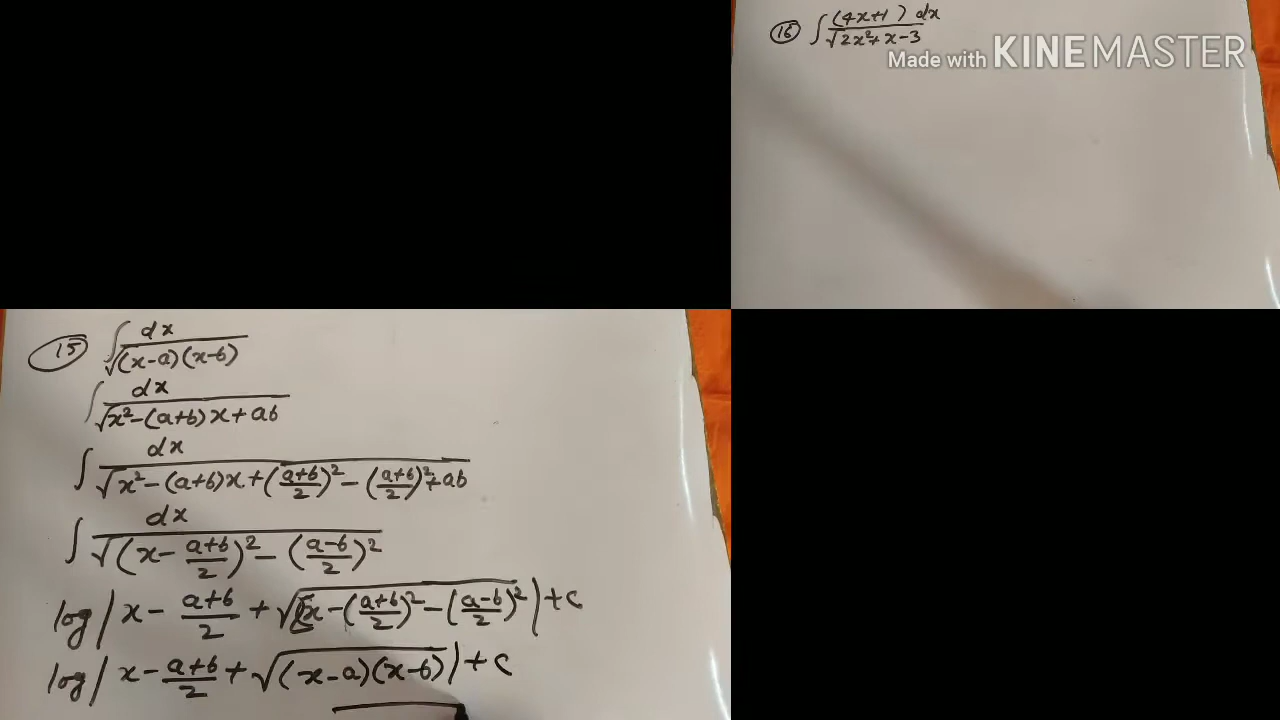 (16) ∫ (4x+1) dx / √2x²+x-3
Made with KINEMASTER
(15) ∫ dx / √(x-a)(x-b)
∫ dx / √x²-(a+b)x+ab
∫ dx / √x²-(a+b)x+((a+b)/2)²-((a+b)/2)²+ab
∫ dx / √(x-(a+b)/2)²-((a-b)/2)²
log|x-(a+b)/2+√(x-((a+b)/2)²-((a-b)/2)²|+c
log|x-(a+b)/2+√(x-a)(x-b)|+c